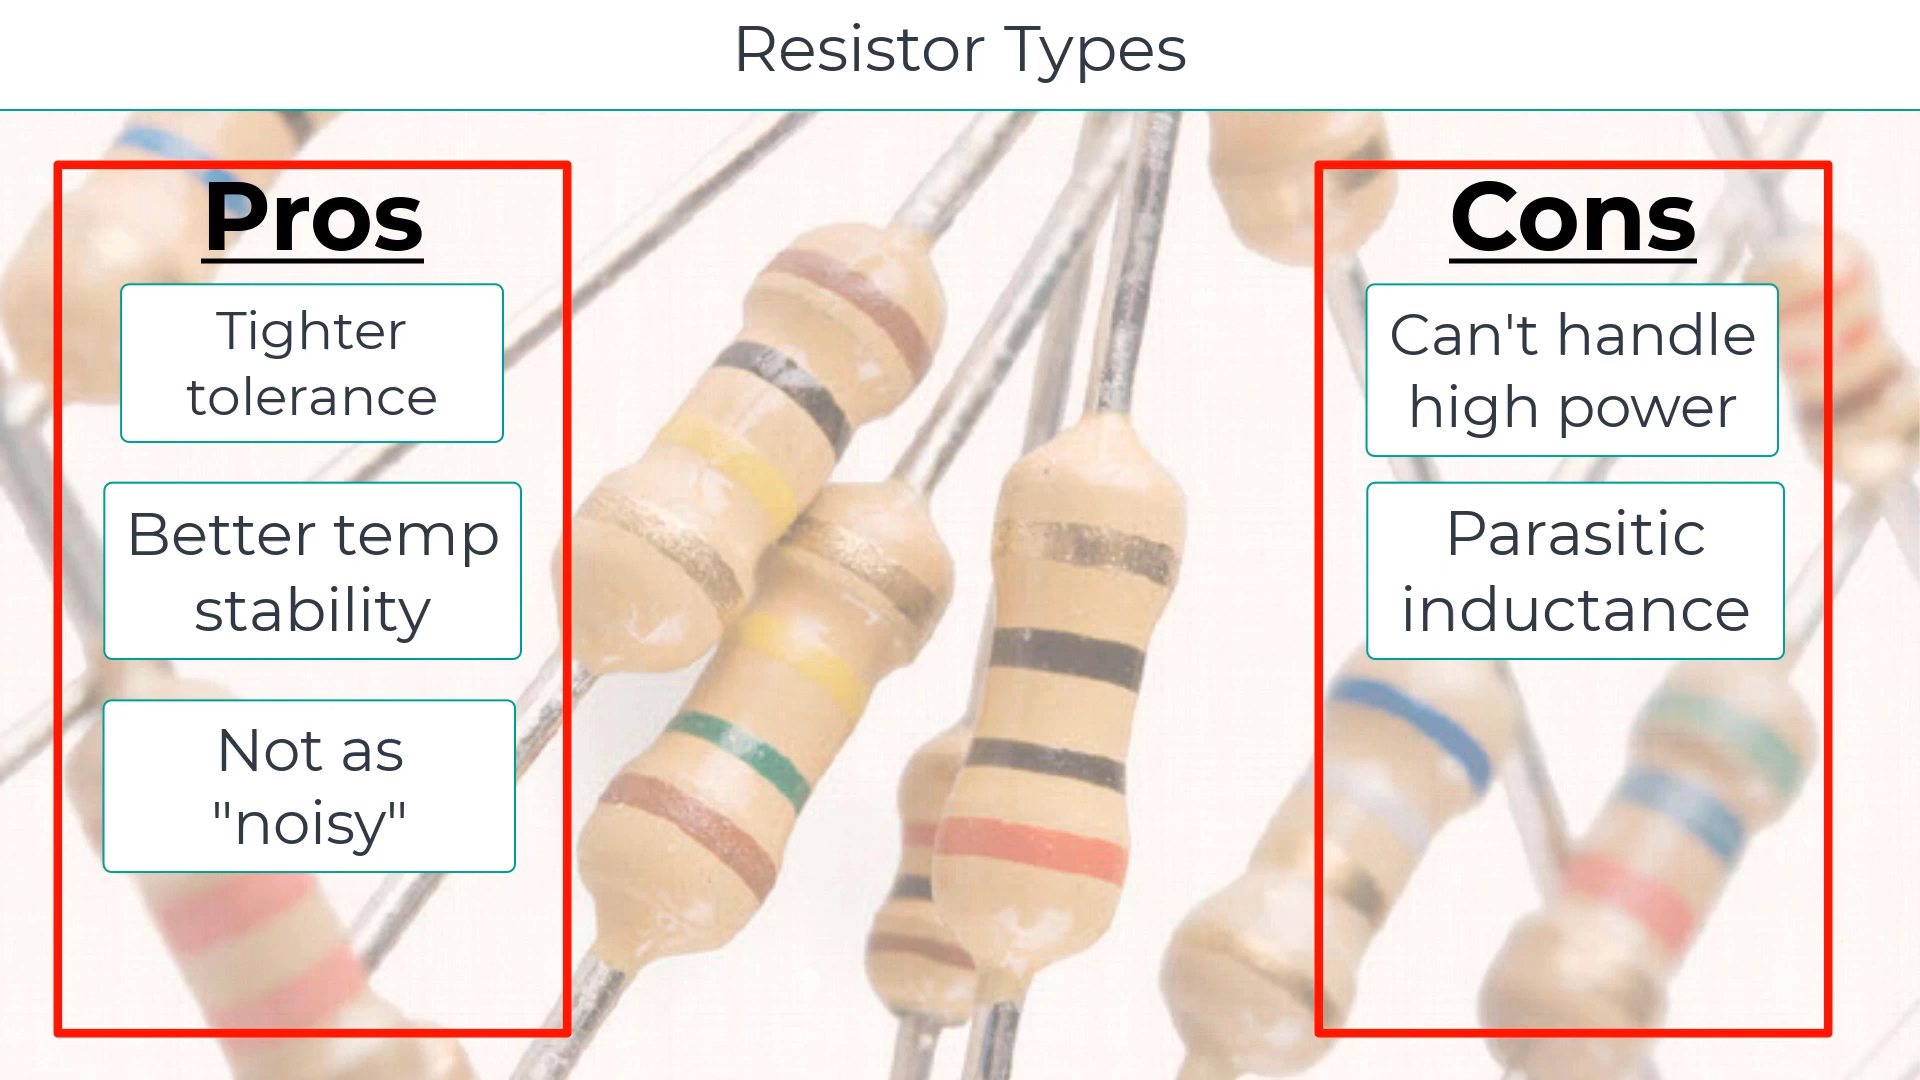 Resistor Types
Pros
Tighter
tolerance
Better temp
stability
Not as
"noisy"
Cons
Can't handle
high power
Parasitic
inductance